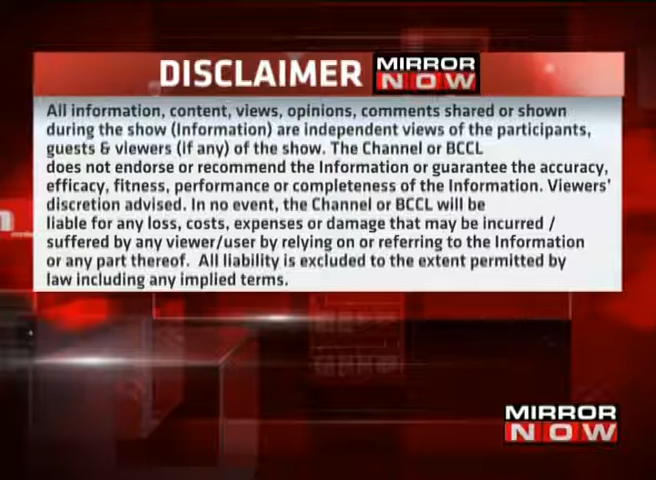 DISCLAIMER MIRROR NOW
All information, content, views, opinions, comments shared or shown
during the show (Information) are independent views of the participants,
guests & viewers (if any) of the show. The Channel or BCCL
does not endorse or recommend the Information or guarantee the accuracy,
efficacy, fitness, performance or completeness of the Information. Viewers'
discretion advised. In no event, the Channel or BCCL will be
liable for any loss, costs, expenses or damage that may be incurred /
suffered by any viewer/user by relying on or referring to the Information
or any part thereof. All liability is excluded to the extent permitted by
law including any implied terms.
MIRROR
NOW